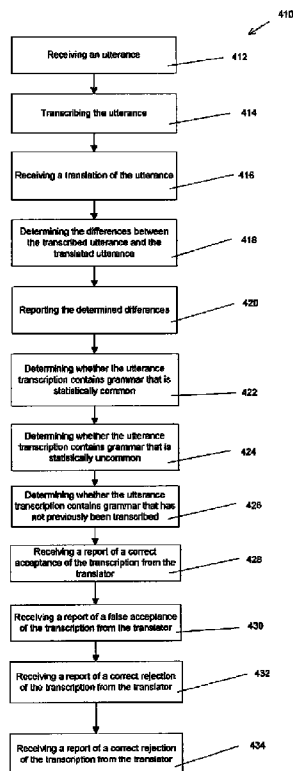 410
Receiving an utterance
412
Transcribing the utterance
414
Receiving a translation of the utterance
416
Determining the differences between
the transcribed utterance and the
translated utterance
418
Reporting the determined differences
420
Determining whether the utterance
transcription contains grammar that is
statistically common
422
Determining whether the utterance
transcription contains grammar that is
statistically uncommon
424
Determining whether the utterance
transcription contains grammar that has
not previously been transcribed
426
Receiving a report of a correct
acceptance of the transcription from the
translator
428
Receiving a report of a false acceptance
of the transcription from the translator
430
Receiving a report of a correct rejection
of the transcription from the translator
432
Receiving a report of a correct rejection
of the transcription from the translator
434